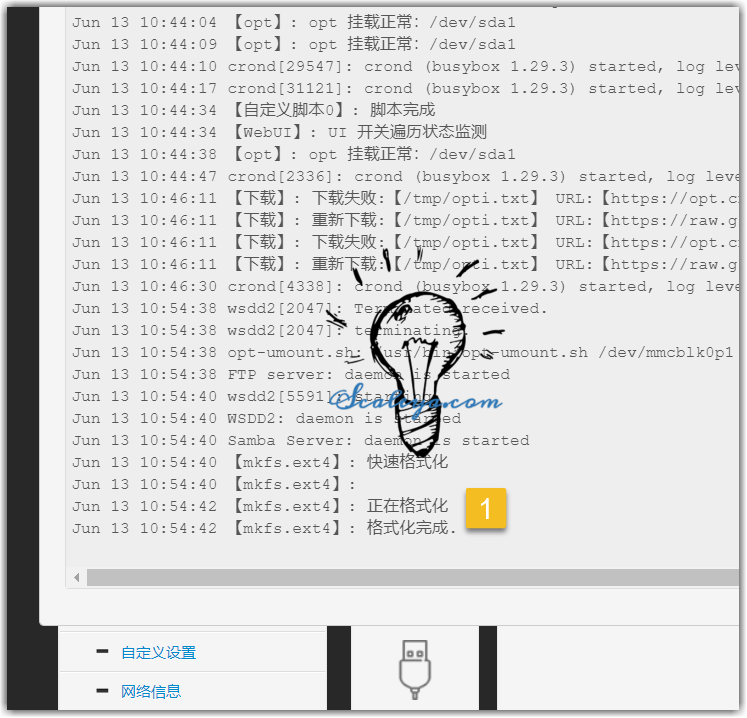 Jun 13 10:44:04 【opt】: opt 挂载正常：/dev/sda1
Jun 13 10:44:09 【opt】: opt 挂载正常：/dev/sda1
Jun 13 10:44:10 crond[29547]: crond (busybox 1.29.3) started, log lev
Jun 13 10:44:17 crond[31121]: crond (busybox 1.29.3) started, log lev
Jun 13 10:44:34 【自定义脚本0】: 脚本完成
Jun 13 10:44:34 【WebUI】: UI 开关遍历状态监测
Jun 13 10:44:38 【opt】: opt 挂载正常：/dev/sda1
Jun 13 10:44:47 crond[2336]: crond (busybox 1.29.3) started, log leve
Jun 13 10:46:11 【下载】: 下载失败:【/tmp/opti.txt】 URL:【https://opt.c
Jun 13 10:46:11 【下载】: 重新下载:【/tmp/opti.txt】 URL:【https://raw.g
Jun 13 10:46:11 【下载】: 下载失败:【/tmp/opti.txt】 URL:【https://opt.c
Jun 13 10:46:11 【下载】: 重新下载:【/tmp/opti.txt】 URL:【https://raw.g
Jun 13 10:46:30 crond[4338]: crond (busybox 1.29.3) started, log leve
Jun 13 10:54:38 wsdd2[2047]: Terminated received.
Jun 13 10:54:38 wsdd2[2047]: terminating.
Jun 13 10:54:38 opt-umount.sh: /usr/bin/opt-umount.sh /dev/mmcblk0p1
Jun 13 10:54:38 FTP server: daemon is started
Jun 13 10:54:40 wsdd2[5591]: starting.
Scateya.com
Jun 13 10:54:40 WSDD2: daemon is started
Jun 13 10:54:40 Samba Server: daemon is started
Jun 13 10:54:40 【mkfs.ext4】: 快速格式化
Jun 13 10:54:40 【mkfs.ext4】:
Jun 13 10:54:42 【mkfs.ext4】: 正在格式化
1
Jun 13 10:54:42 【mkfs.ext4】: 格式化完成.
自定义设置
网络信息